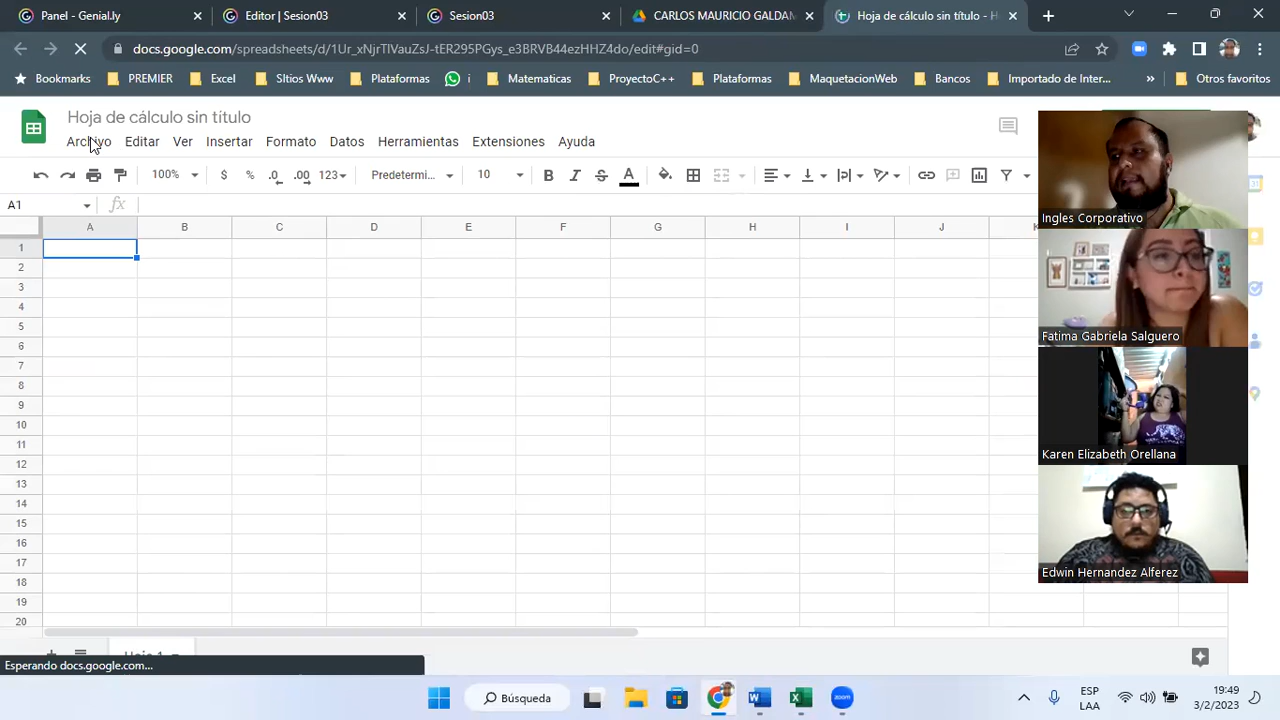 Panel - Genial.ly
Editor | Sesion03
Sesion03
CARLOS MAURICIO GALDAM
Hoja de cálculo sin título - H
docs.google.com/spreadsheets/d/1Ur_xNjrTlVauZsJ-tER295PGys_e3BRVB44ezHHZ4do/edit#gid=0
Bookmarks
PREMIER
Excel
SItios Www
Plataformas
i
Matematicas
ProyectoC++
Plataformas
MaquetacionWeb
Bancos
Importado de Inter...
»
Otros favoritos
Hoja de cálculo sin título
Archivo Editar Ver Insertar Formato Datos Herramientas Extensiones Ayuda
100% $ % .0 .00 123 Predetermi... 10 B I S A
A1 fx
A B C D E F G H I J
1
2
3
4
5
6
7
8
9
10
11
12
13
14
15
16
17
18
19
20
Ingles Corporativo
Fatima Gabriela Salguero
Karen Elizabeth Orellana
Edwin Hernandez Alferez
Hoja 1
Esperando docs.google.com...
Búsqueda
zoom
ESP
LAA
19:49
3/2/2023